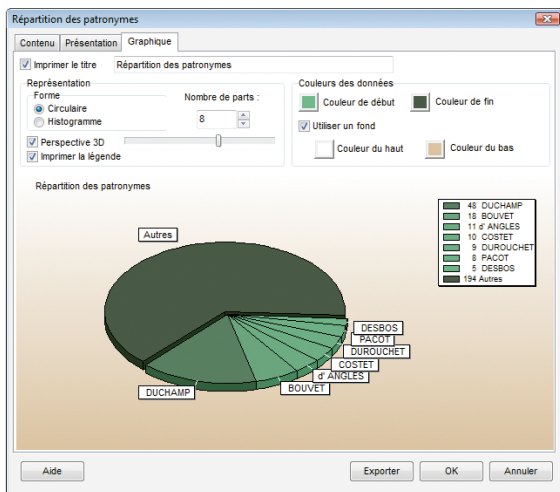 Répartition des patronymes
Contenu Présentation Graphique
Imprimer le titre Répartition des patronymes
Représentation
Forme
Circulaire
Histogramme
Nombre de parts :
8
Perspective 3D
Imprimer la légende
Couleurs des données
Couleur de début Couleur de fin
Utiliser un fond
Couleur du haut Couleur du bas
Répartition des patronymes
48 DUCHAMP
18 BOUVET
11 d' ANGLES
10 COSTET
9 DUROUCHET
8 PACOT
5 DESBOS
194 Autres
Autres
DESBOS
PACOT
DUROUCHET
COSTET
d' ANGLES
BOUVET
DUCHAMP
Aide Exporter OK Annuler